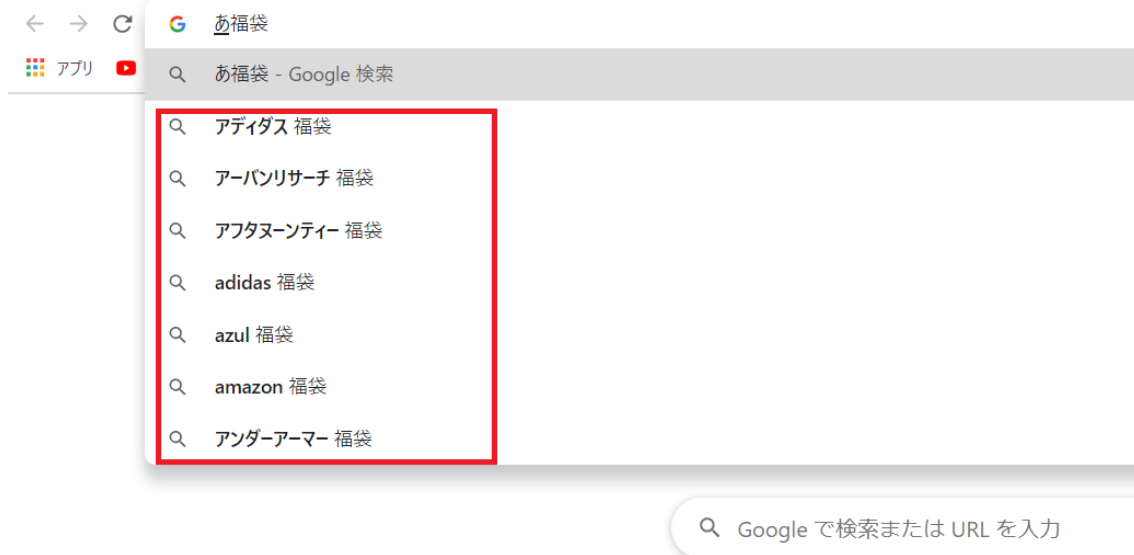 あ福袋
アプリ
あ福袋 - Google 検索
アディダス 福袋
アーバンリサーチ 福袋
アフタヌーンティー 福袋
adidas 福袋
azul 福袋
amazon 福袋
アンダーアーマー 福袋
Google で検索または URL を入力